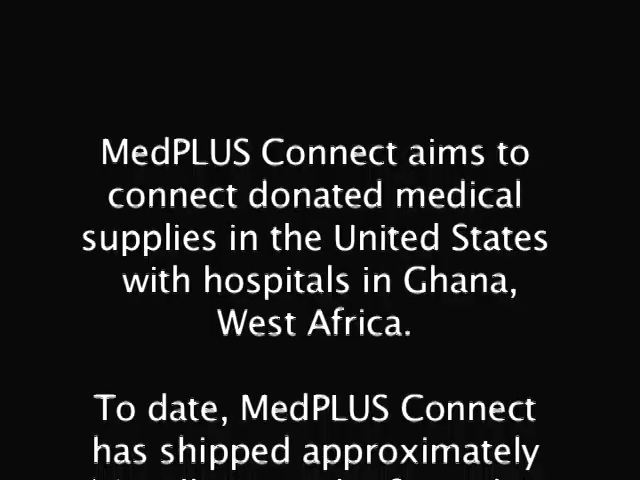 MedPLUS Connect aims to
connect donated medical
supplies in the United States
with hospitals in Ghana,
West Africa.
To date, MedPLUS Connect
has shipped approximately